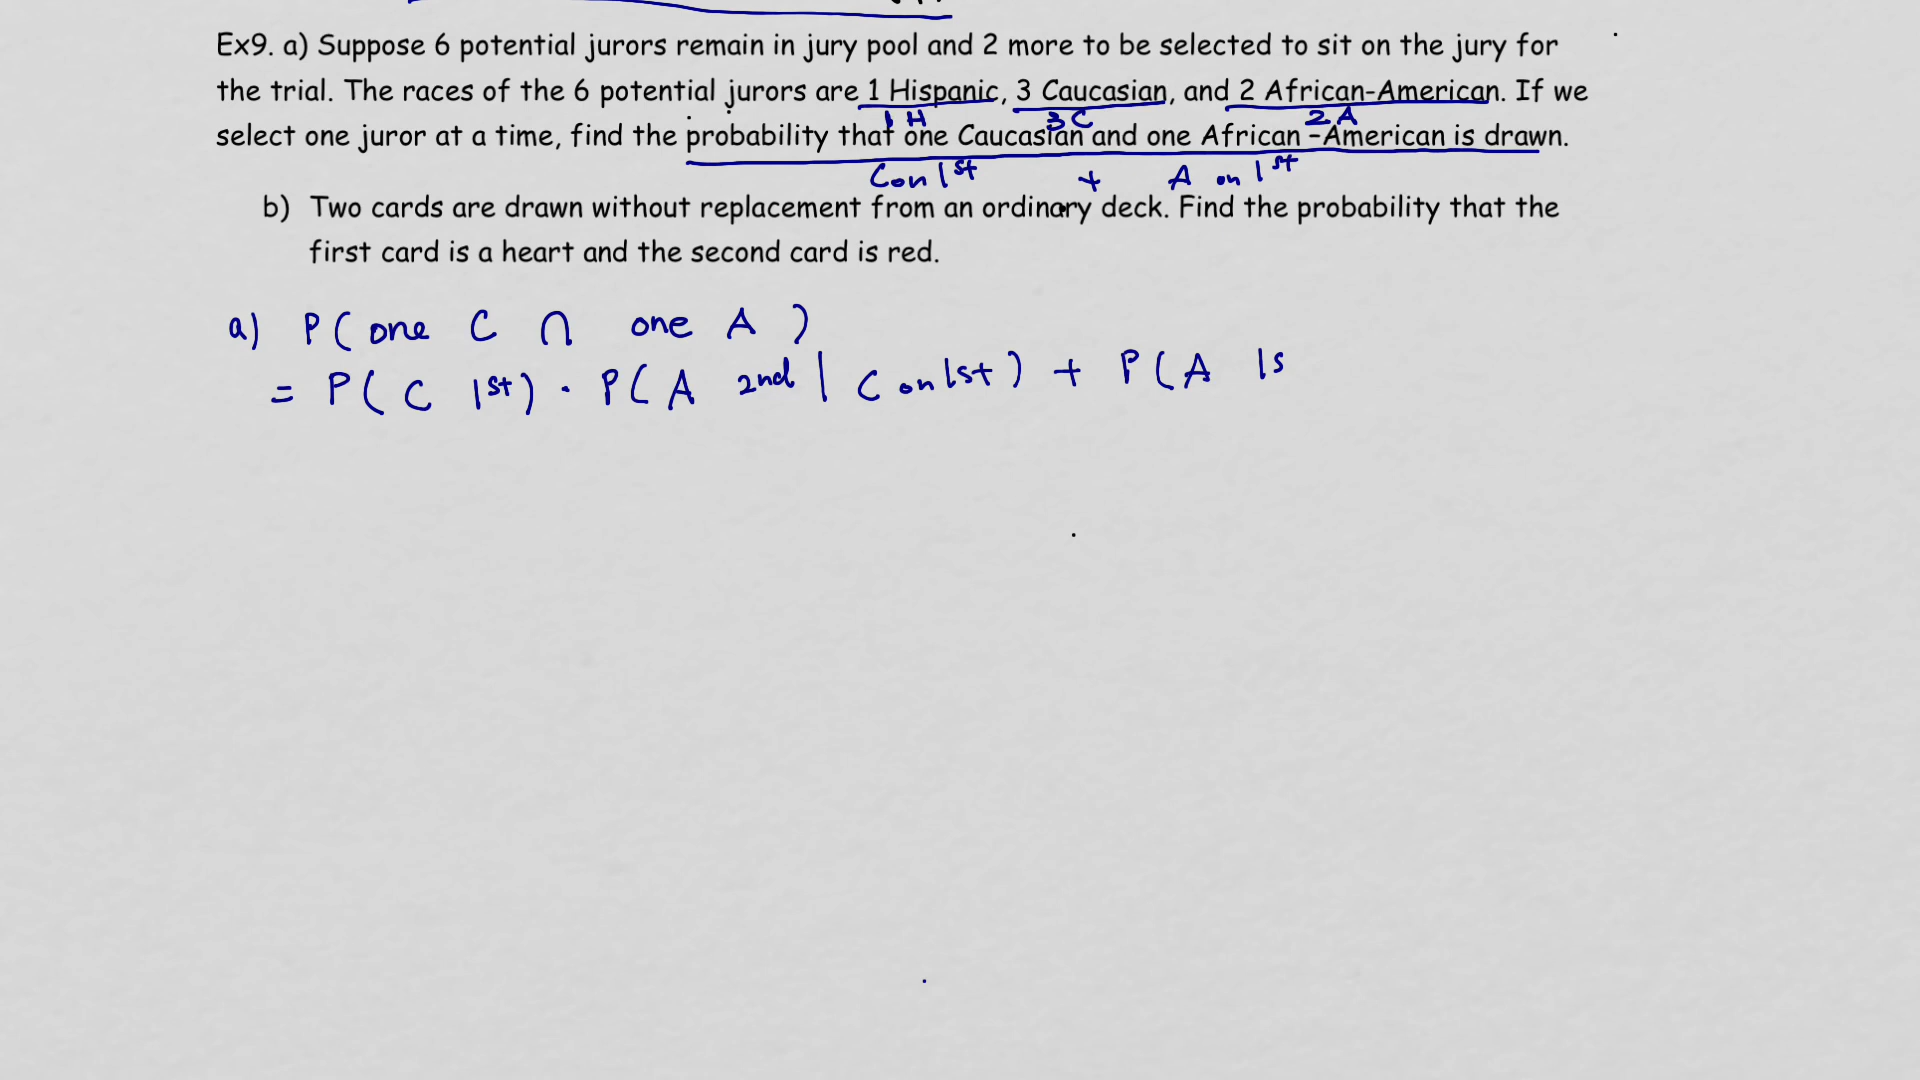 Ex9. a) Suppose 6 potential jurors remain in jury pool and 2 more to be selected to sit on the jury for
the trial. The races of the 6 potential jurors are 1 Hispanic, 3 Caucasian, and 2 African-American. If we
1 H 3C 2A
select one juror at a time, find the probability that one Caucasian and one African -American is drawn.
C on 1st + A on 1st
b) Two cards are drawn without replacement from an ordinary deck. Find the probability that the
first card is a heart and the second card is red.
a) P( one C ∩ one A )
= P( C 1st) · P( A 2nd | C on 1st ) + P( A 1s